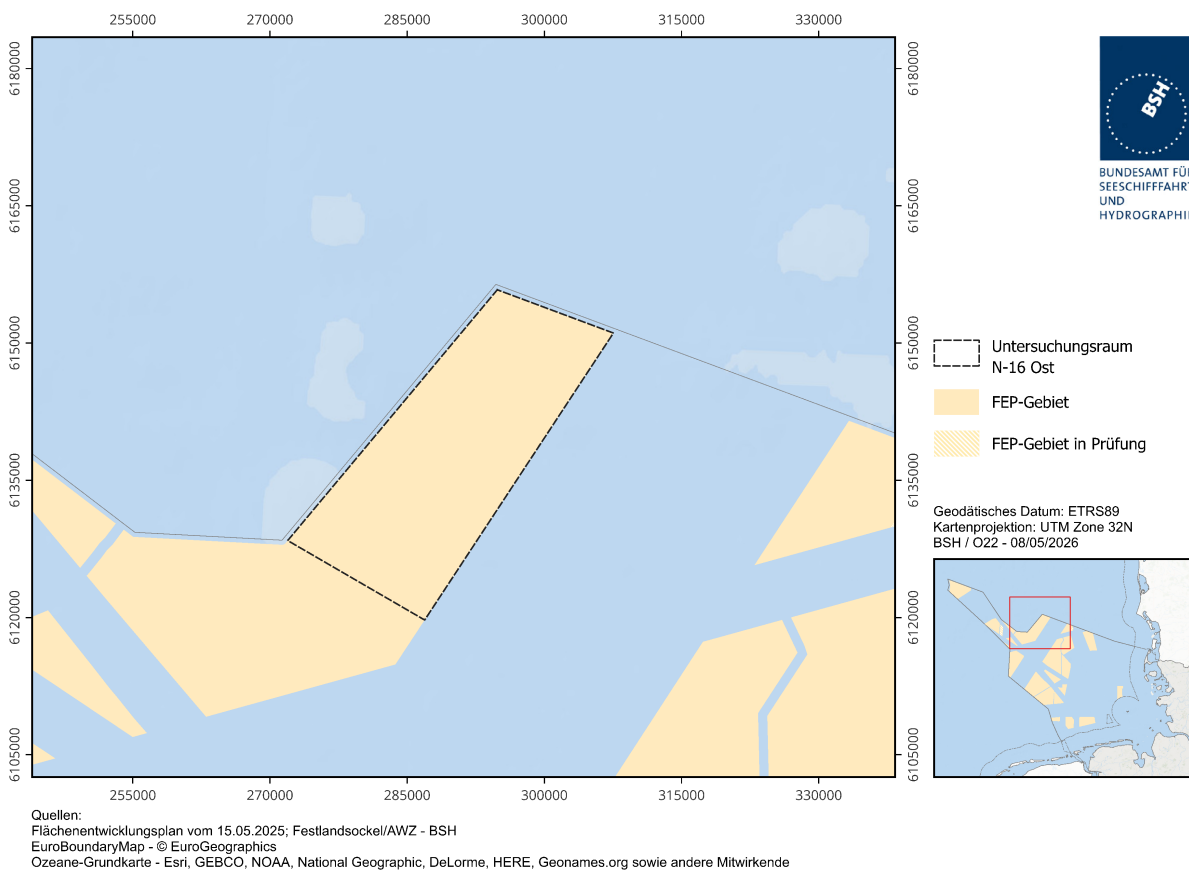 255000
270000
285000
300000
315000
330000
6180000
6165000
6150000
6135000
6120000
6105000
6180000
6165000
6150000
6135000
6120000
6105000
255000
270000
285000
300000
315000
330000
BSH
BUNDESAMT FÜ
SEESCHIFFFAHRT
UND
HYDROGRAPHI
Untersuchungsraum
N-16 Ost
FEP-Gebiet
FEP-Gebiet in Prüfung
Geodätisches Datum: ETRS89
Kartenprojektion: UTM Zone 32N
BSH / O22 - 08/05/2026
Quellen:
Flächenentwicklungsplan vom 15.05.2025; Festlandsockel/AWZ - BSH
EuroBoundaryMap - © EuroGeographics
Ozeane-Grundkarte - Esri, GEBCO, NOAA, National Geographic, DeLorme, HERE, Geonames.org sowie andere Mitwirkende